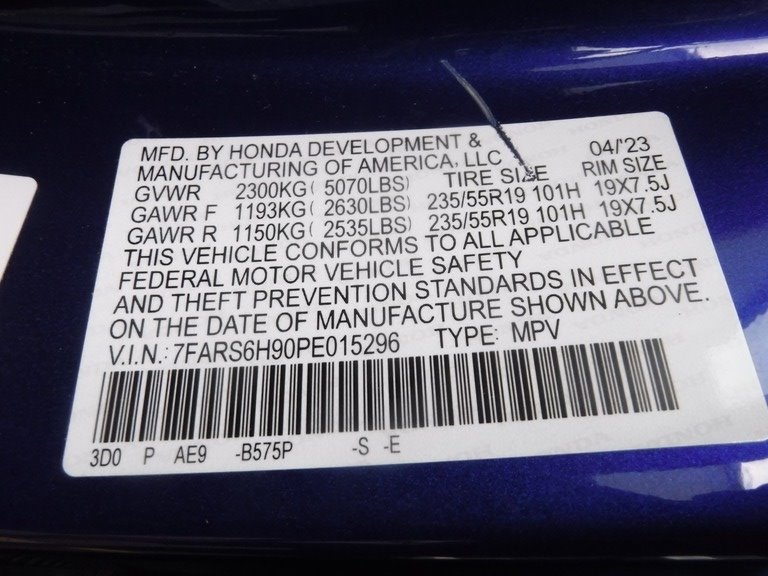 MFD. BY HONDA DEVELOPMENT &
MANUFACTURING OF AMERICA, LLC 04/'23
GVWR 2300KG( 5070LBS) TIRE SIZE RIM SIZE
GAWR F 1193KG( 2630LBS) 235/55R19 101H 19X7.5J
GAWR R 1150KG( 2535LBS) 235/55R19 101H 19X7.5J
THIS VEHICLE CONFORMS TO ALL APPLICABLE
FEDERAL MOTOR VEHICLE SAFETY
AND THEFT PREVENTION STANDARDS IN EFFECT
ON THE DATE OF MANUFACTURE SHOWN ABOVE.
V.I.N.: 7FARS6H90PE015296 TYPE: MPV
3D0 P AE9 -B575P -S -E